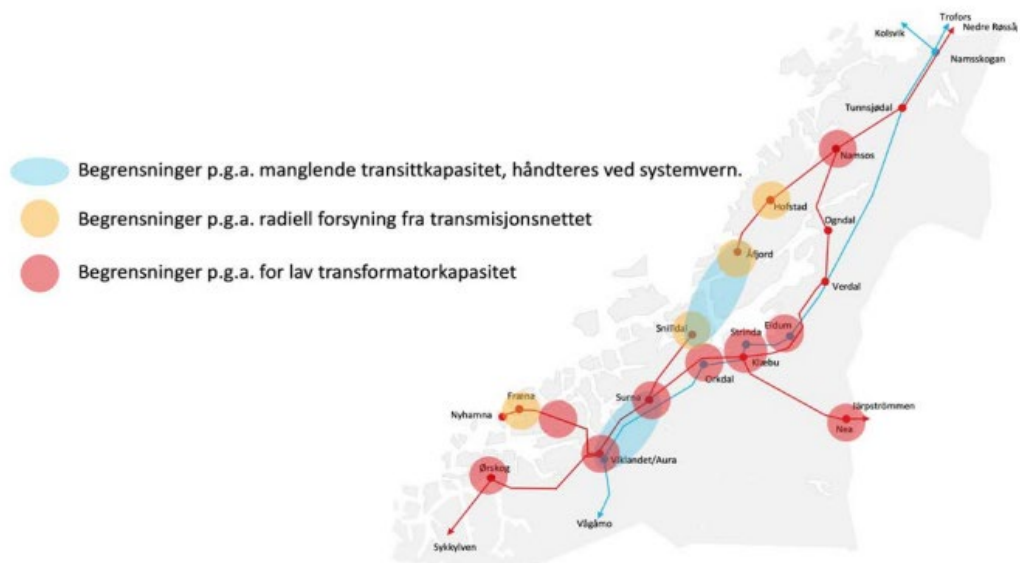 Trofors
Kolsvik
Nedre Røsså
Namsskogan
Tunnsjødal
Begrensninger p.g.a. manglende transittkapasitet, håndteres ved systemvern.
Namsos
Begrensninger p.g.a. radiell forsyning fra transmisjonsnettet
Hofstad
Ogndal
Begrensninger p.g.a. for lav transformatorkapasitet
Åfjord
Verdal
Snilldal
Strinda
Eidum
Klæbu
Orkdal
Surna
Fræna
Nyhamna
Järpströmmen
Nea
Viklandet/Aura
Ørskog
Vågåmo
Sykkylven